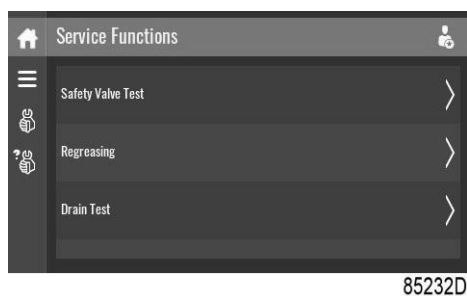 Service Functions
Safety Valve Test
?
Regreasing
Drain Test
85232D